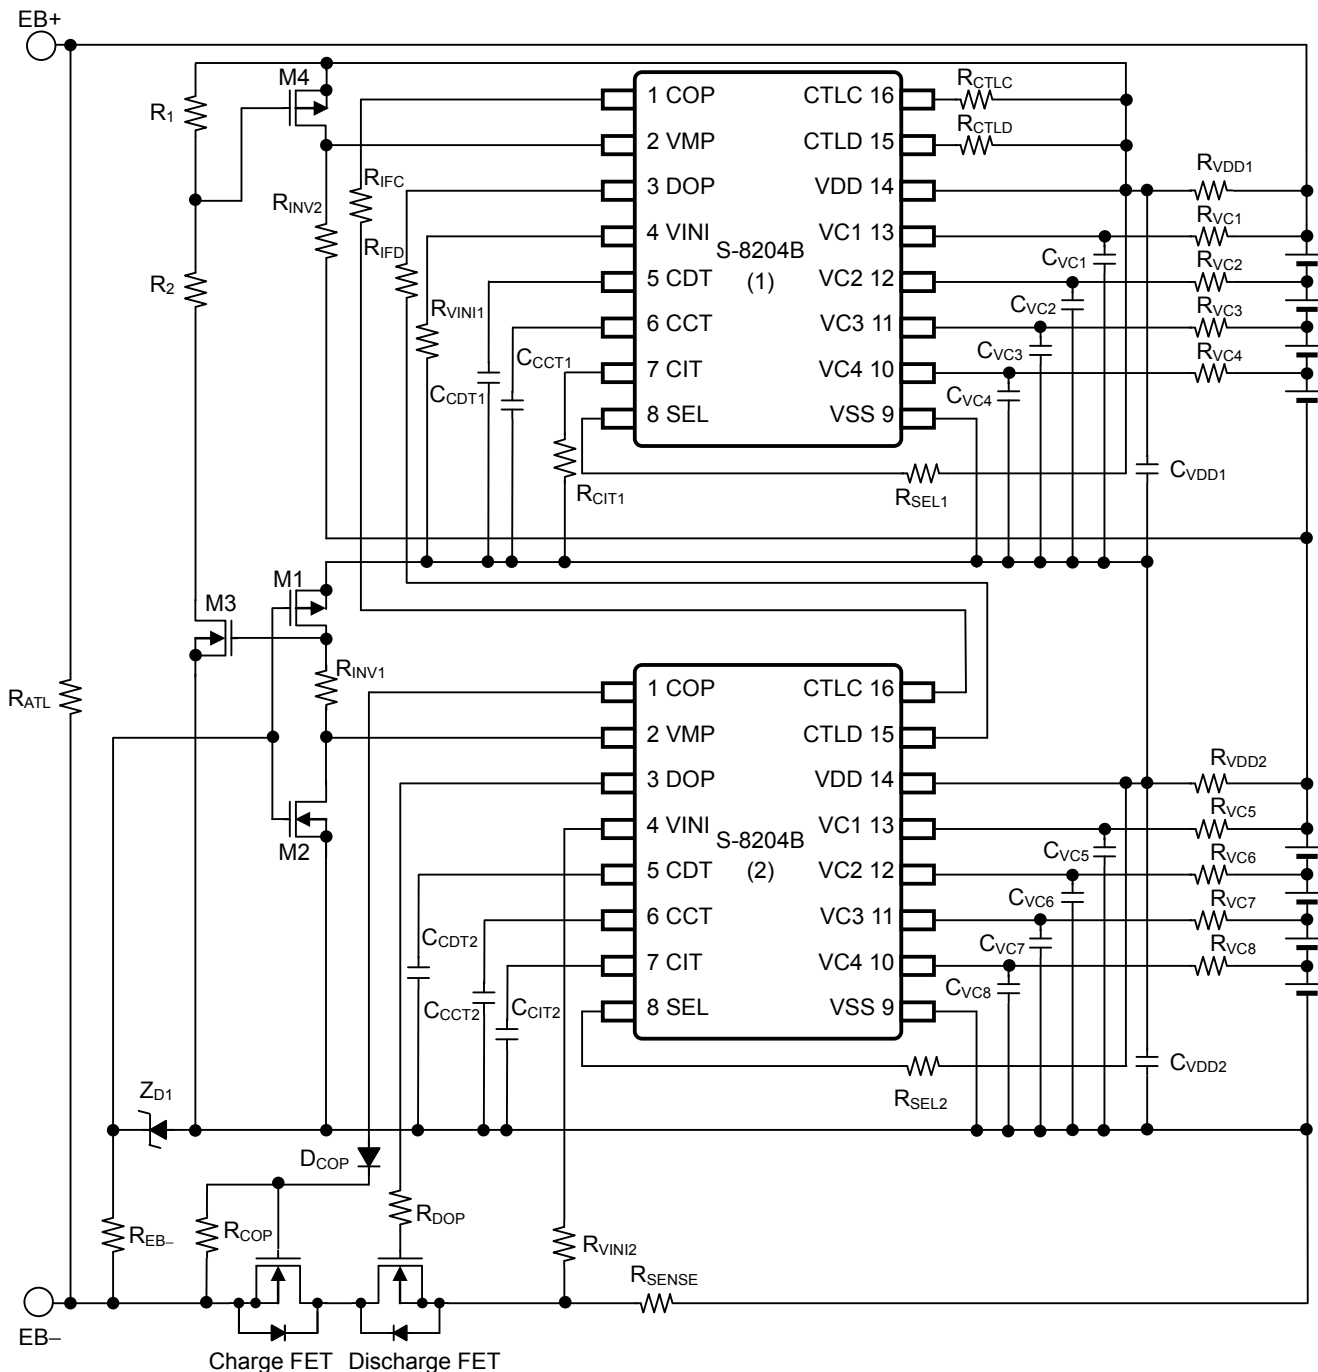 EB+
M4
R1
RINV2
RIFC
RIFD
R2
RVINI1
CCDT1
CCCT1
RCIT1
1 COP
2 VMP
3 DOP
4 VINI
5 CDT
6 CCT
7 CIT
8 SEL
S-8204B
(1)
CTLC 16
CTLD 15
VDD 14
VC1 13
VC2 12
VC3 11
VC4 10
VSS 9
RCTLC
RCTLD
RVDD1
RVC1
RVC2
RVC3
RVC4
CVC1
CVC2
CVC3
CVC4
RSEL1
CVDD1
M1
M3
RINV1
RATL
M2
1 COP
2 VMP
3 DOP
4 VINI
5 CDT
6 CCT
7 CIT
8 SEL
S-8204B
(2)
CTLC 16
CTLD 15
VDD 14
VC1 13
VC2 12
VC3 11
VC4 10
VSS 9
RVDD2
RVC5
RVC6
RVC7
RVC8
CVC5
CVC6
CVC7
CVC8
CCDT2
CCCT2
CCIT2
RSEL2
CVDD2
ZD1
DCOP
REB–
RCOP
RDOP
RVINI2
RSENSE
EB–
Charge FET
Discharge FET